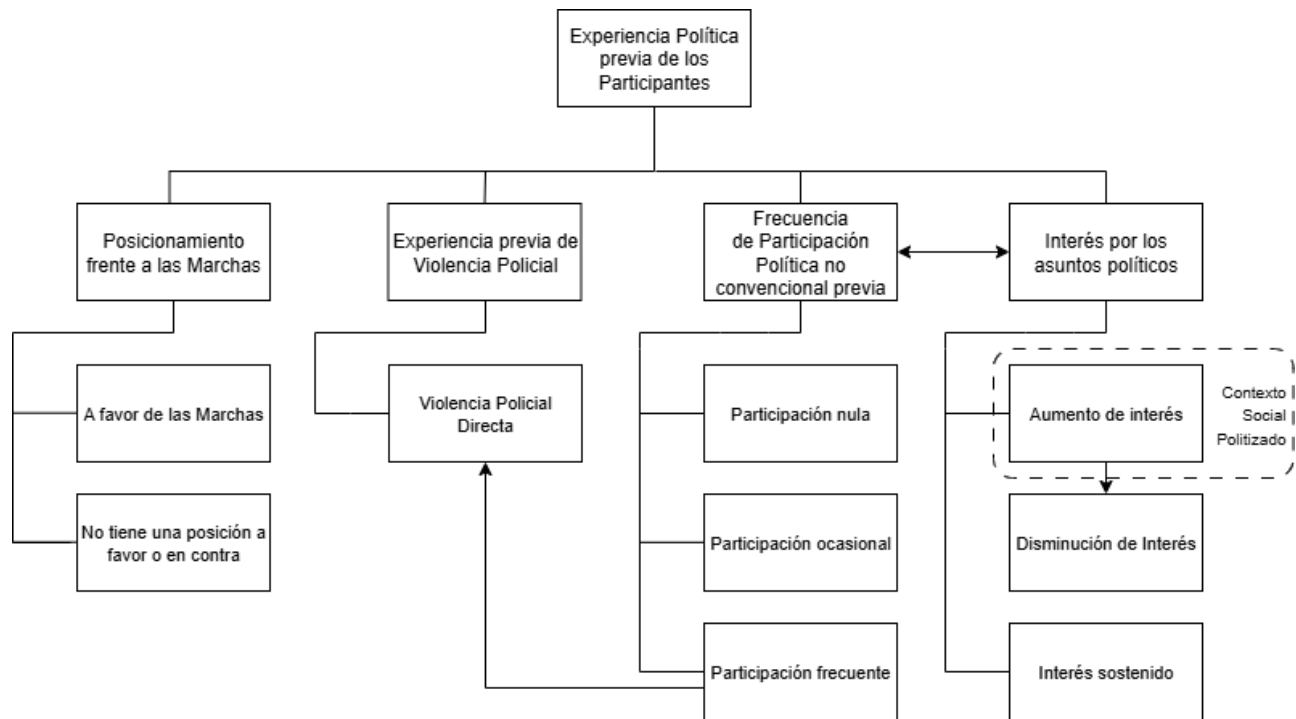 Experiencia Política
previa de los
Participantes
Posicionamiento
frente a las Marchas
Experiencia previa de
Violencia Policial
Frecuencia
de Participación
Política no
convencional previa
Interés por los
asuntos políticos
A favor de las Marchas
Violencia Policial
Directa
Participación nula
Aumento de interés
Contexto
Social
Politizado
No tiene una posición a
favor o en contra
Participación ocasional
Disminución de Interés
Participación frecuente
Interés sostenido